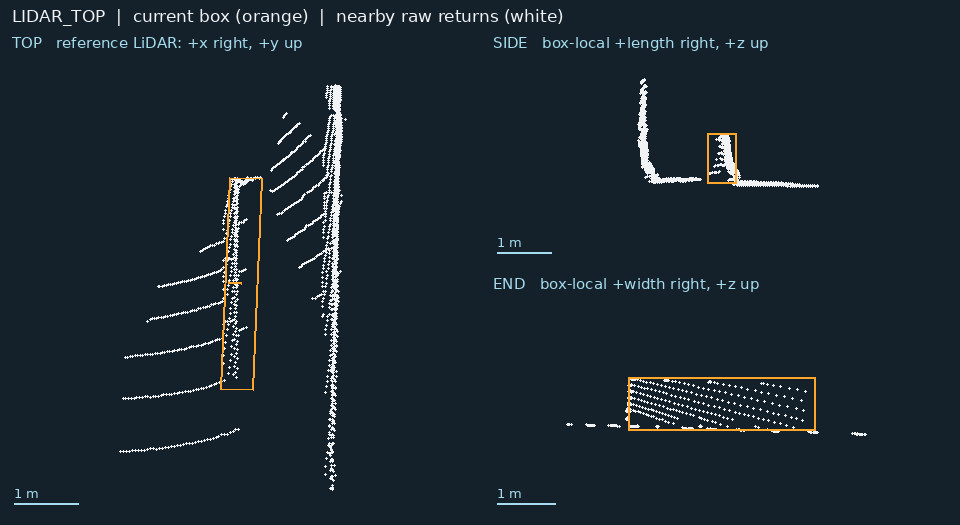 LIDAR_TOP  |  current box (orange)  |  nearby raw returns (white)
TOP   reference LiDAR: +x right, +y up
SIDE   box-local +length right, +z up
1 m
END   box-local +width right, +z up
1 m
1 m